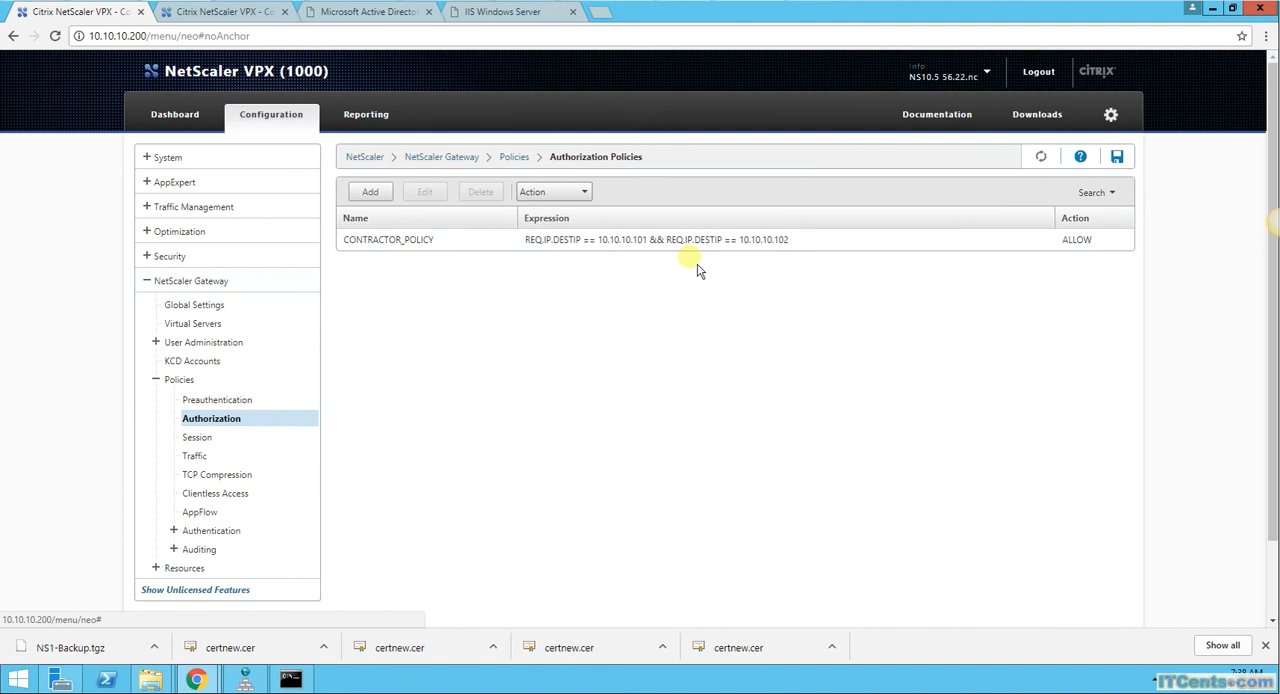 Citrix NetScaler VPX - Co
Citrix NetScaler VPX - Co
Microsoft Active Directo
IIS Windows Server
10.10.10.200/menu/neo#noAnchor
NetScaler VPX (1000)
Info
NS10.5 56.22.nc
Logout
CITRIX
Dashboard
Configuration
Reporting
Documentation
Downloads
System
AppExpert
Traffic Management
Optimization
Security
NetScaler Gateway
Global Settings
Virtual Servers
User Administration
KCD Accounts
Policies
Preauthentication
Authorization
Session
Traffic
TCP Compression
Clientless Access
AppFlow
Authentication
Auditing
Resources
Show Unlicensed Features
NetScaler > NetScaler Gateway > Policies > Authorization Policies
Add
Edit
Delete
Action
Search
Name
Expression
Action
CONTRACTOR_POLICY
REQ.IP.DESTIP == 10.10.10.101 && REQ.IP.DESTIP == 10.10.10.102
ALLOW
10.10.10.200/menu/neo#
NS1-Backup.tgz
certnew.cer
certnew.cer
certnew.cer
certnew.cer
Show all
ITCents.com